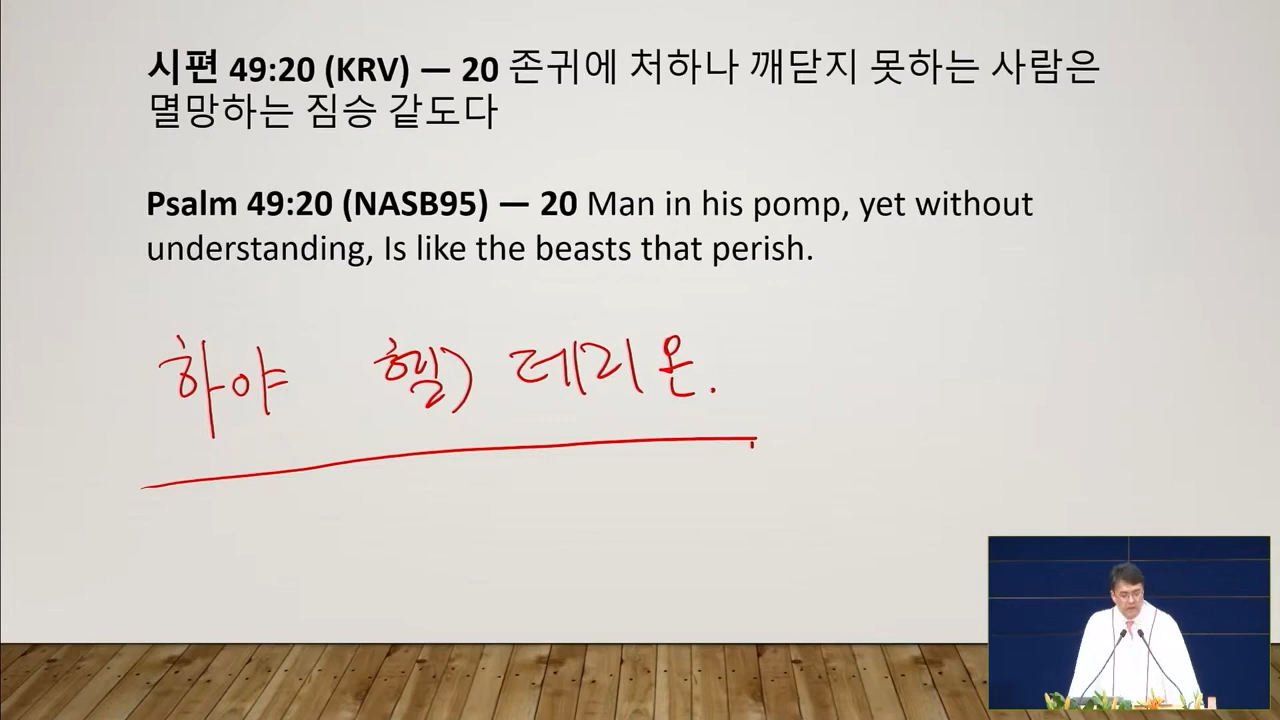 시편 49:20 (KRV) — 20 존귀에 처하나 깨닫지 못하는 사람은
멸망하는 짐승 같도다
Psalm 49:20 (NASB95) — 20 Man in his pomp, yet without
understanding, Is like the beasts that perish.
하야 헬) 데리온.